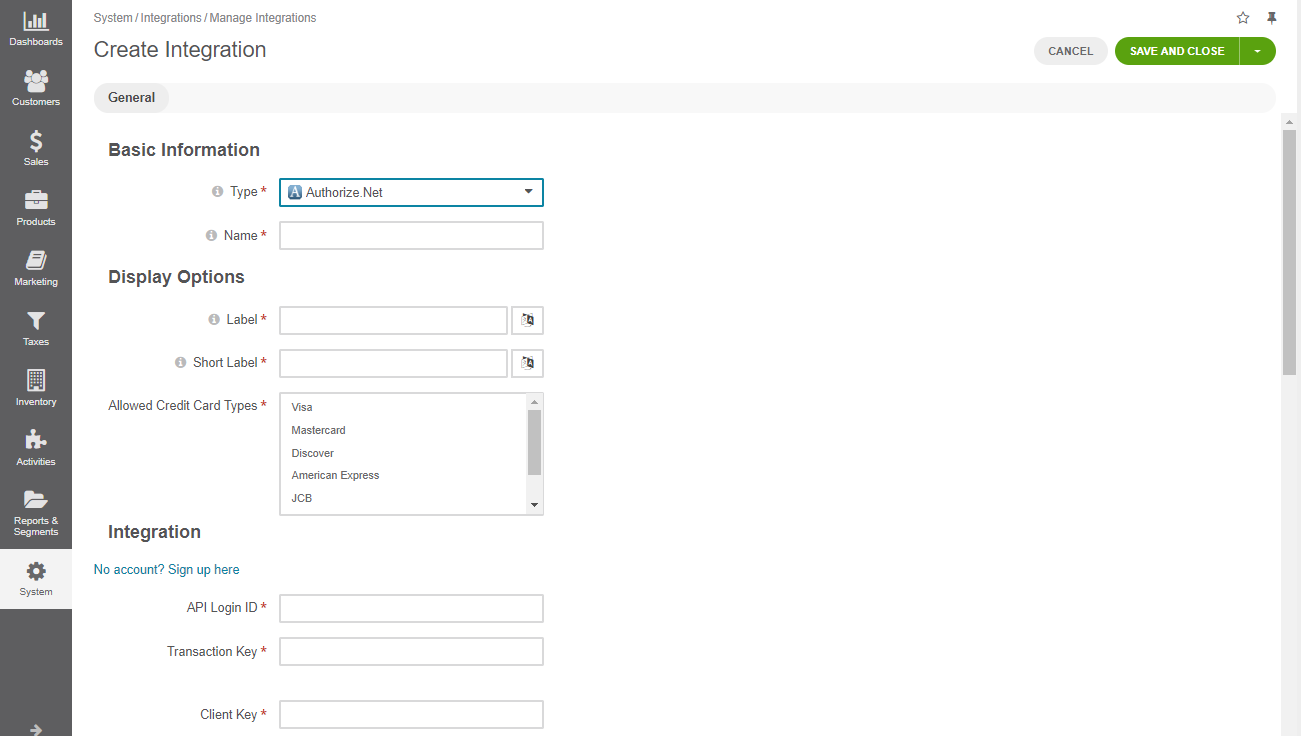 System / Integrations / Manage Integrations
Create Integration
CANCEL
SAVE AND CLOSE
Dashboards
Customers
Sales
Products
Marketing
Taxes
Inventory
Activities
Reports &
Segments
System
General
Basic Information
Type *
Authorize.Net
Name *
Display Options
Label *
Short Label *
Allowed Credit Card Types *
Visa
Mastercard
Discover
American Express
JCB
Integration
No account? Sign up here
API Login ID *
Transaction Key *
Client Key *